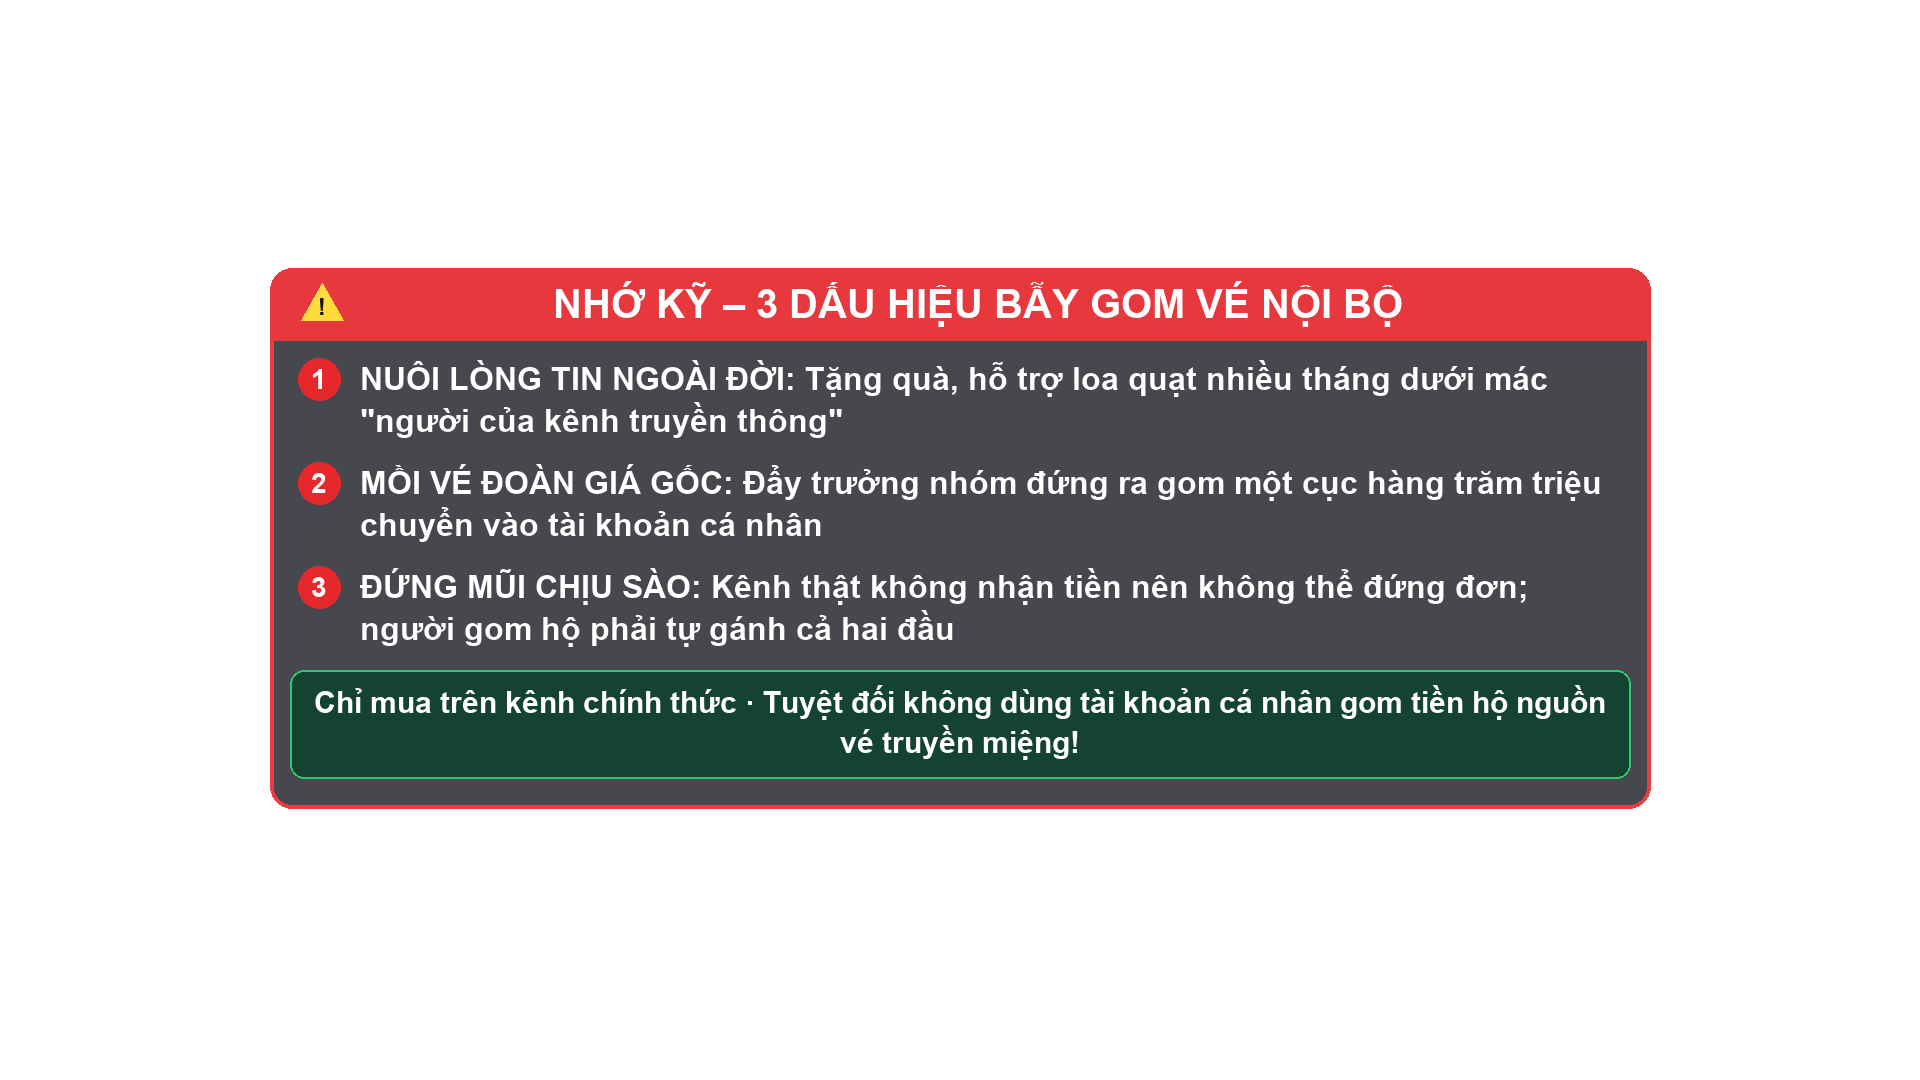 NHỚ KỸ – 3 DẤU HIỆU BẪY GOM VÉ NỘI BỘ
1 NUÔI LÒNG TIN NGOÀI ĐỜI: Tặng quà, hỗ trợ loa quạt nhiều tháng dưới mác
"người của kênh truyền thông"
2 MỒI VÉ ĐOÀN GIÁ GỐC: Đẩy trưởng nhóm đứng ra gom một cục hàng trăm triệu
chuyển vào tài khoản cá nhân
3 ĐỨNG MŨI CHỊU SÀO: Kênh thật không nhận tiền nên không thể đứng đơn;
người gom hộ phải tự gánh cả hai đầu
Chỉ mua trên kênh chính thức · Tuyệt đối không dùng tài khoản cá nhân gom tiền hộ nguồn
vé truyền miệng!